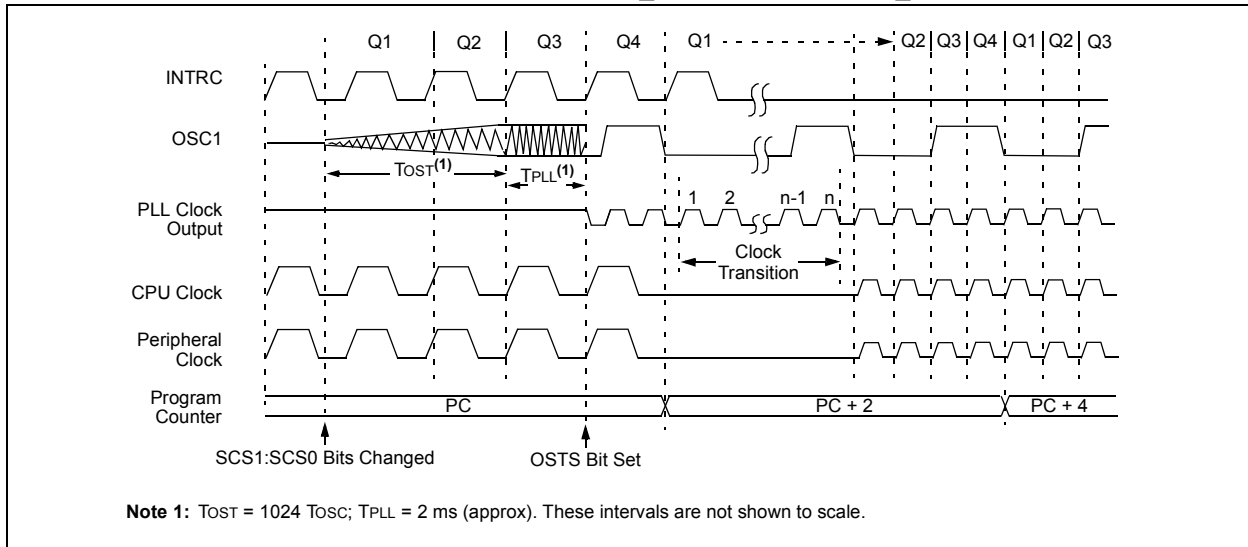 Q1 Q2 Q3 Q4 Q1 Q2 Q3 Q4 Q1 Q2 Q3
INTRC
OSC1
TOST(1) TPLL(1)
PLL Clock
Output
1 2 n-1 n
Clock
Transition
CPU Clock
Peripheral
Clock
Program
Counter
PC PC + 2 PC + 4
SCS1:SCS0 Bits Changed OSTS Bit Set
Note 1: TOST = 1024 TOSC; TPLL = 2 ms (approx). These intervals are not shown to scale.